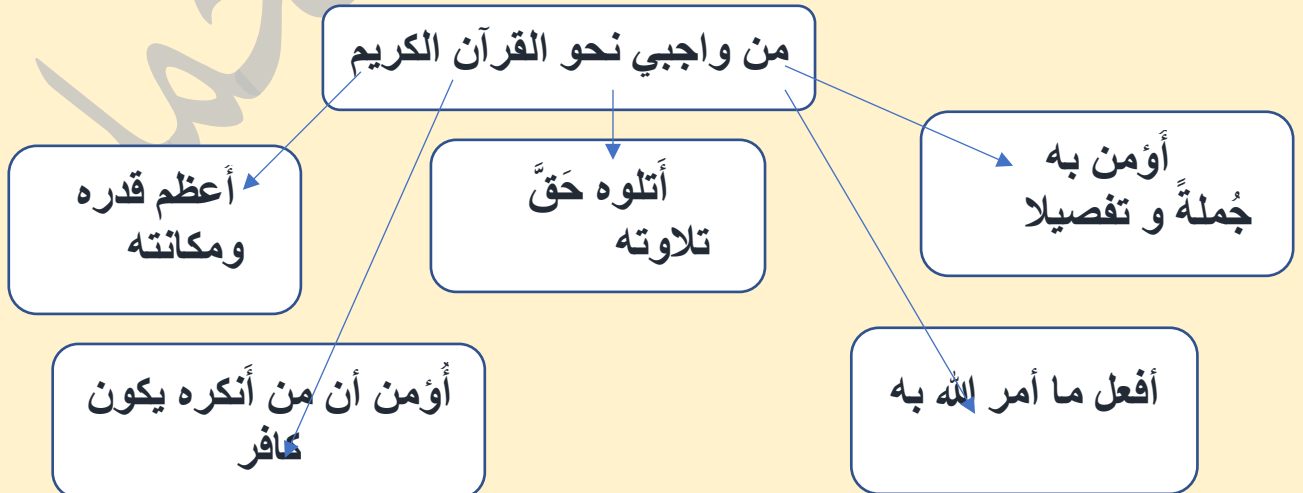 من واجبي نحو القرآن الكريم
أُؤمن به
جُملةً و تفصيلا
أَتلوه حَقَّ
تلاوته
أَعظم قدره
ومكانته
أفعل ما أمر الله به
أُؤمن أن من أَنكره يكون
كافر